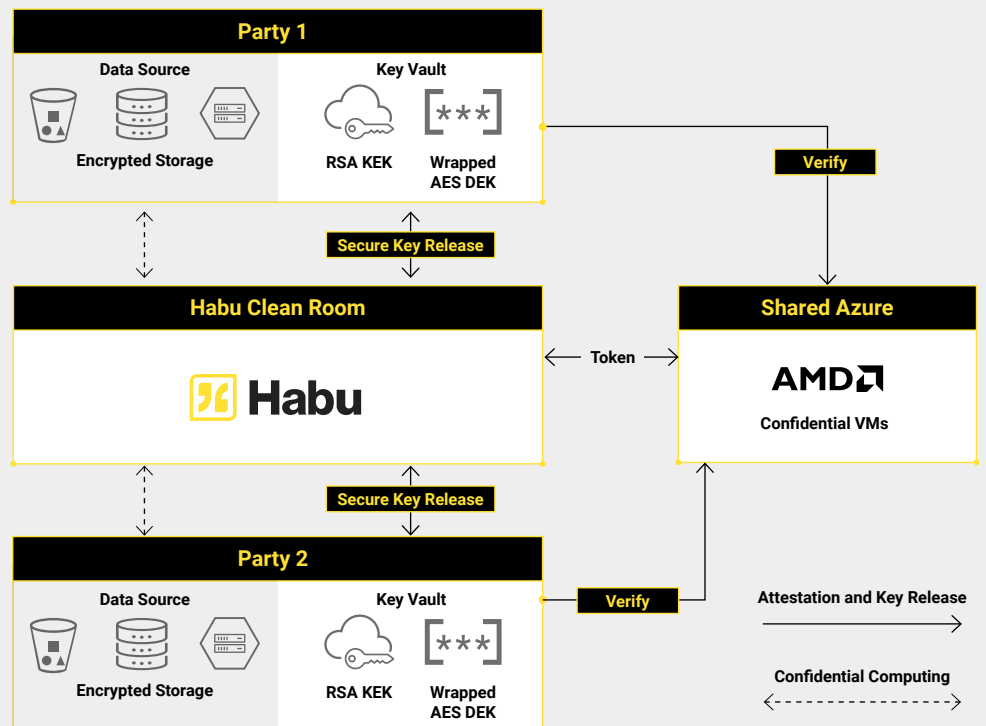 Party 1
Data Source
Key Vault
Encrypted Storage
RSA KEK
Wrapped
AES DEK
[***]
Verify
Secure Key Release
Habu Clean Room
Shared Azure
Habu
Token
AMD
Confidential VMs
Secure Key Release
Party 2
Data Source
Key Vault
[***]
Encrypted Storage
RSA KEK
Wrapped
AES DEK
Verify
Attestation and Key Release
Confidential Computing